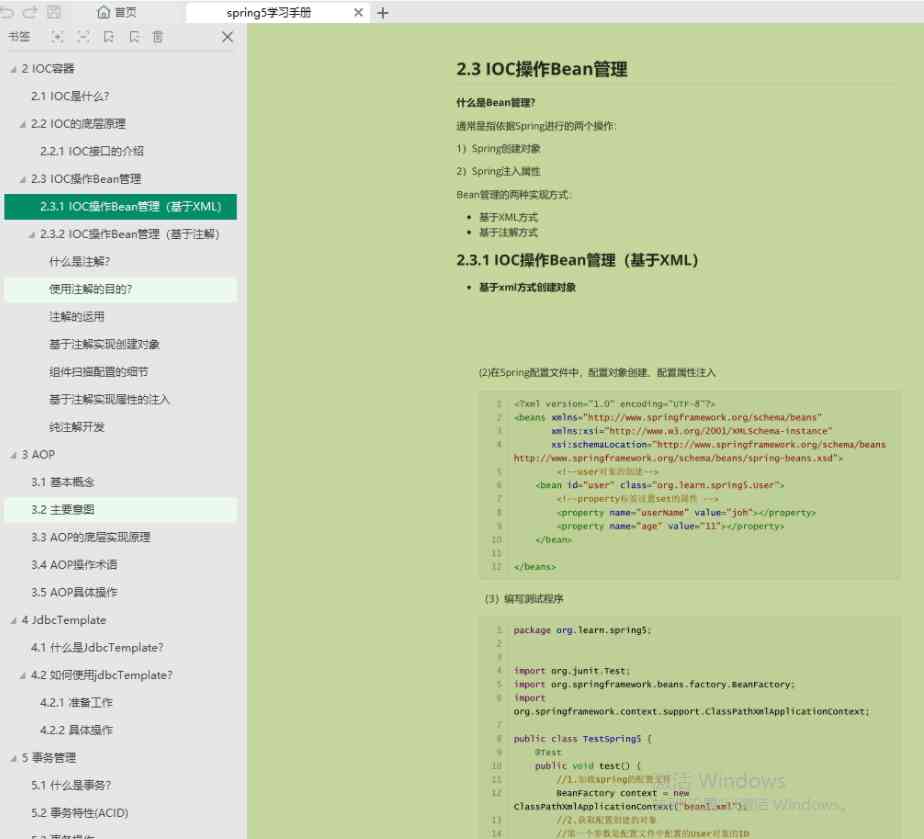 首页
spring5学习手册
书签
2 IOC容器
2.1 IOC是什么?
2.2 IOC的底层原理
2.2.1 IOC接口的介绍
2.3 IOC操作Bean管理
2.3.1 IOC操作Bean管理（基于XML）
2.3.2 IOC操作Bean管理（基于注解）
什么是注解?
使用注解的目的?
注解的运用
基于注解实现创建对象
组件扫描配置的细节
基于注解实现属性的注入
纯注解开发
3 AOP
3.1 基本概念
3.2 主要意图
3.3 AOP的底层实现原理
3.4 AOP操作术语
3.5 AOP具体操作
4 JdbcTemplate
4.1 什么是JdbcTemplate?
4.2 如何使用jdbcTemplate?
4.2.1 准备工作
4.2.2 具体操作
5 事务管理
5.1 什么是事务?
5.2 事务特性(ACID)
2.3 IOC操作Bean管理
什么是Bean管理?
通常是指依据Spring进行的两个操作：
1）Spring创建对象
2）Spring注入属性
Bean管理的两种实现方式：
基于XML方式
基于注解方式
2.3.1 IOC操作Bean管理（基于XML）
基于xml方式创建对象
(2)在Spring配置文件中，配置对象创建、配置属性注入
1 <?xml version="1.0" encoding="UTF-8"?>
2 <beans xmlns="http://www.springframework.org/schema/beans"
3 xmlns:xsi="http://www.w3.org/2001/XMLSchema-instance"
4 xsi:schemaLocation="http://www.springframework.org/schema/beans
http://www.springframework.org/schema/beans/spring-beans.xsd">
5 <!--user对象的创建-->
6 <bean id="user" class="org.learn.spring5.User">
7 <!--property标签设置set的属性 -->
8 <property name="userName" value="joh"></property>
9 <property name="age" value="11"></property>
10 </bean>
11
12 </beans>
（3）编写测试程序
1 package org.learn.spring5;
2
3
4 import org.junit.Test;
5 import org.springframework.beans.factory.BeanFactory;
6 import
org.springframework.context.support.ClassPathXmlApplicationContext;
7
8 public class TestSpring5 {
9 @Test
10 public void test() {
11 //1.加载spring的配置文件
12 BeanFactory context = new
ClassPathXmlApplicationContext("bean1.xml");
13 //2.获取配置创建的对象
14 //第一个参数是配置文件中配置的User对象的ID
激活 Windows
激活 Windows。